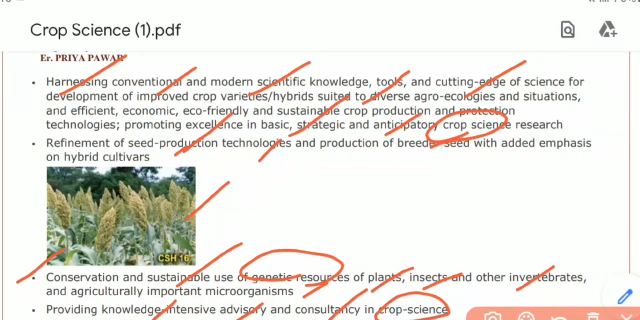 Crop Science (1).pdf
Er. PRIYA PAWAR
• Harnessing conventional and modern scientific knowledge, tools, and cutting-edge of science for
development of improved crop varieties/hybrids suited to diverse agro-ecologies and situations,
and efficient, economic, eco-friendly and sustainable crop production and protection
technologies; promoting excellence in basic, strategic and anticipatory crop science research
• Refinement of seed-production technologies and production of breeder seed with added emphasis
on hybrid cultivars
CSH 16
• Conservation and sustainable use of genetic resources of plants, insects and other invertebrates,
and agriculturally important microorganisms
• Providing knowledge-intensive advisory and consultancy in crop-science